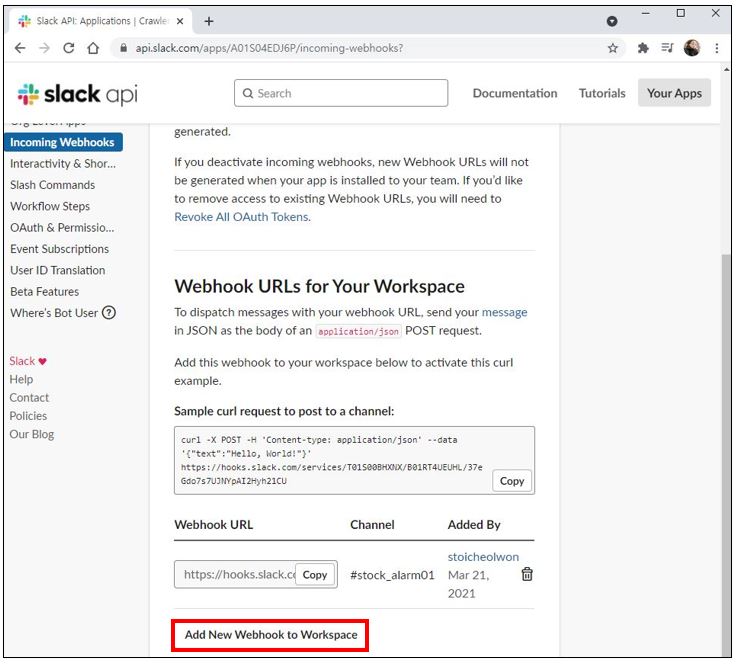 Slack API: Applications | Crawler
api.slack.com/apps/A01S04EDJ6P/incoming-webhooks?
slack api
Search
Documentation
Tutorials
Your Apps
Org Level Apps
Incoming Webhooks
Interactivity & Shor...
Slash Commands
Workflow Steps
OAuth & Permissio...
Event Subscriptions
User ID Translation
Beta Features
Where's Bot User ?
Slack ♥
Help
Contact
Policies
Our Blog
generated.
If you deactivate incoming webhooks, new Webhook URLs will not
be generated when your app is installed to your team. If you'd like
to remove access to existing Webhook URLs, you will need to
Revoke All OAuth Tokens.
Webhook URLs for Your Workspace
To dispatch messages with your webhook URL, send your message
in JSON as the body of an application/json POST request.
Add this webhook to your workspace below to activate this curl
example.
Sample curl request to post to a channel:
curl -X POST -H 'Content-type: application/json' --data
'{"text":"Hello, World!"}'
https://hooks.slack.com/services/T01S00BHXNX/B01RT4UEUHL/37e
Gdo7s7UJNYpAI2Hyh21CU
Copy
Webhook URL Channel Added By
https://hooks.slack.co Copy #stock_alarm01 stoicheolwon
Mar 21,
2021
Add New Webhook to Workspace